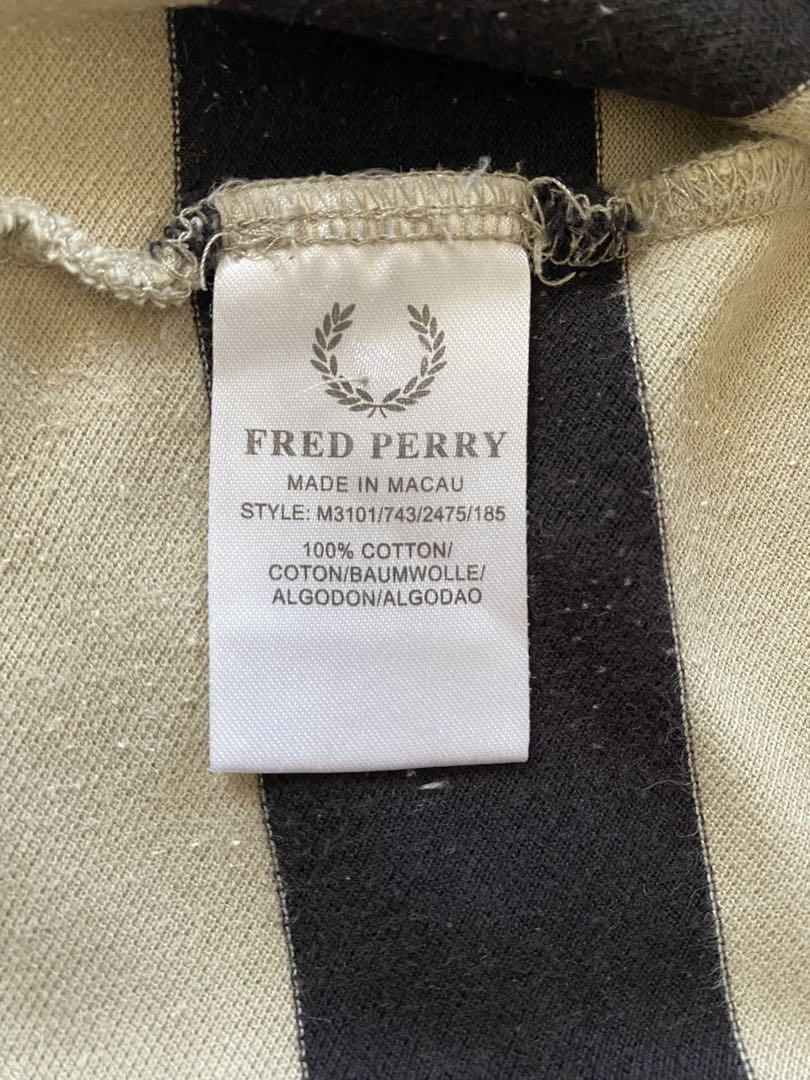 FRED PERRY
MADE IN MACAU
STYLE: M3101/743/2475/185
100% COTTON/
COTON/BAUMWOLLE/
ALGODON/ALGODAO